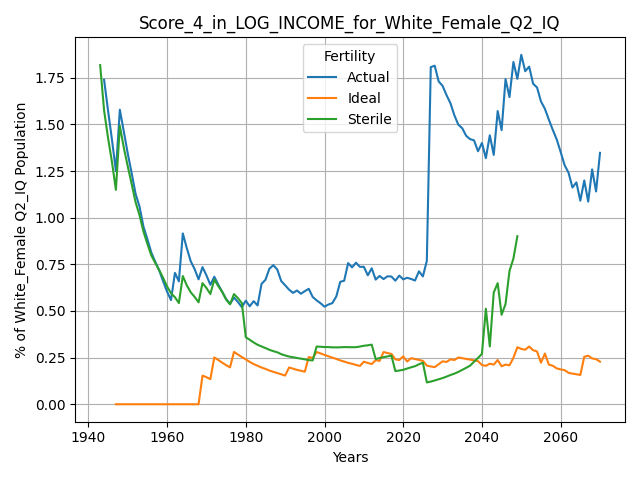 Score_4_in_LOG_INCOME_for_White_Female_Q2_IQ
Fertility
Actual
Ideal
Sterile
% of White_Female Q2_IQ Population
1.75
1.50
1.25
1.00
0.75
0.50
0.25
0.00
1940 1960 1980 2000 2020 2040 2060
Years